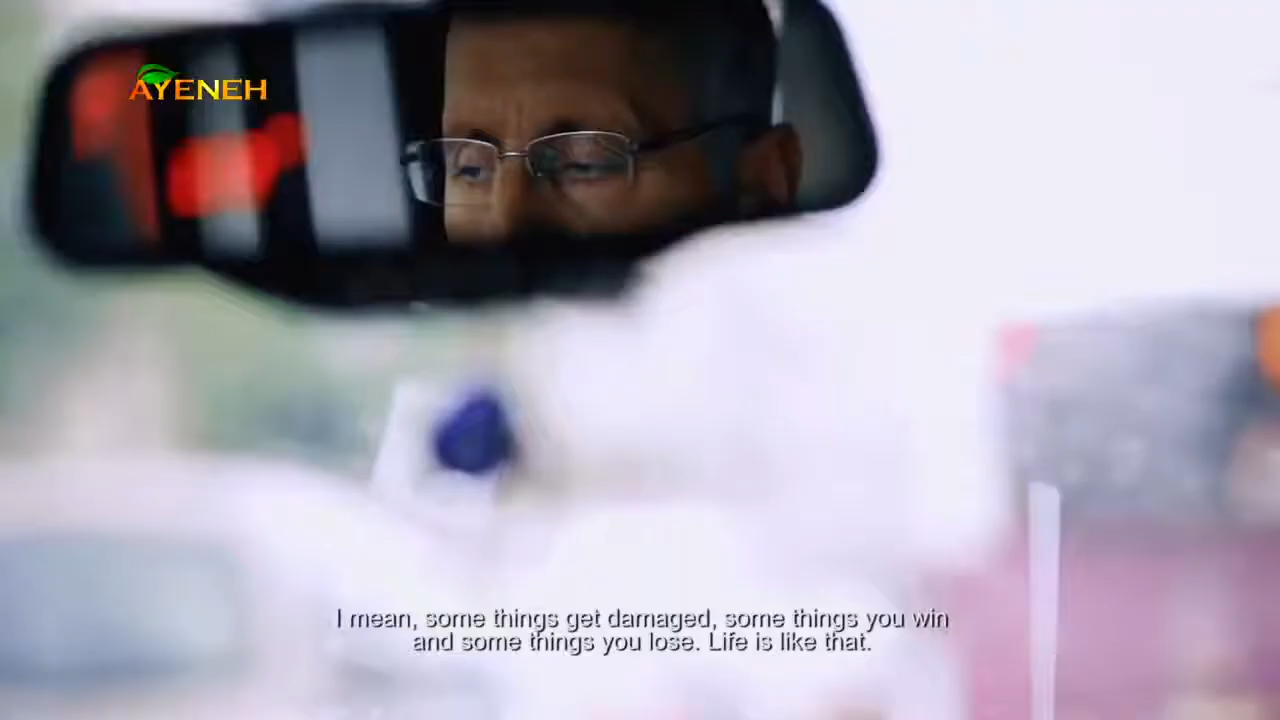 AYENEH
I mean, some things get damaged, some things you win
and some things you lose. Life is like that.